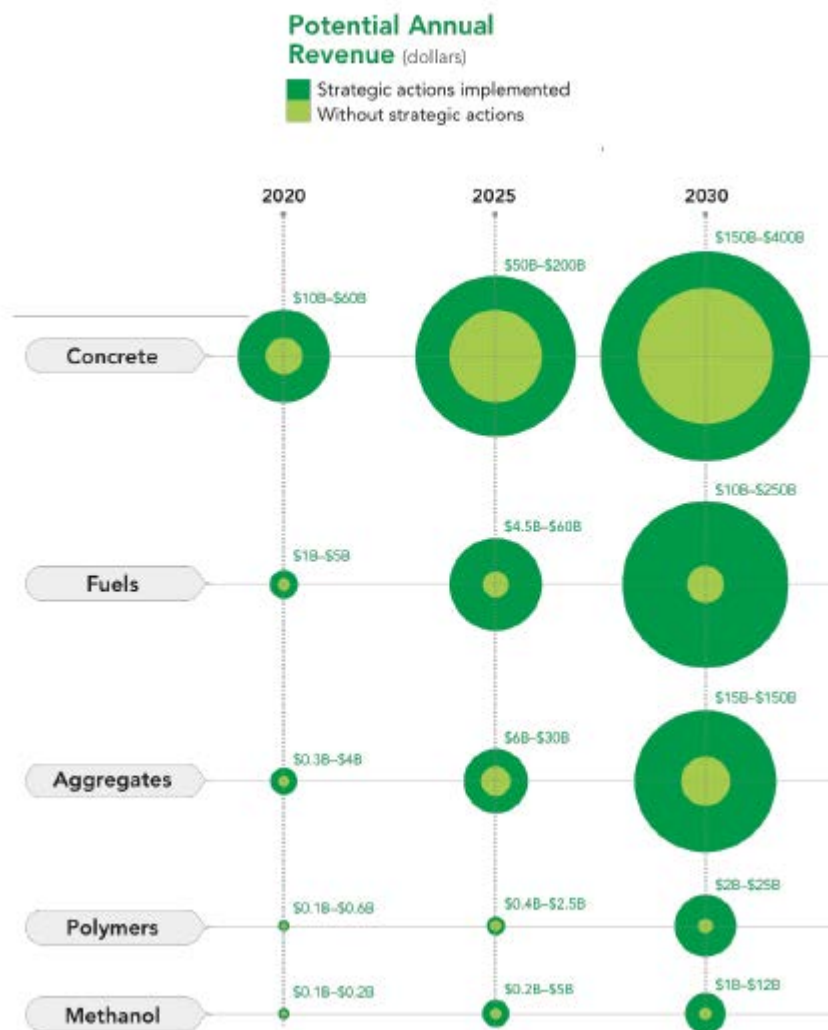 Potential Annual
Revenue (dollars)
Strategic actions implemented
Without strategic actions
2020 2025 2030
$150B–$400B
$50B–$200B
$10B–$60B
Concrete
$10B–$250B
$4.5B–$60B
$1B–$5B
Fuels
$15B–$150B
$6B–$30B
$0.3B–$4B
Aggregates
$2B–$25B
$0.1B–$0.6B $0.4B–$2.5B
Polymers
$0.1B–$0.2B $0.2B–$5B $1B–$12B
Methanol